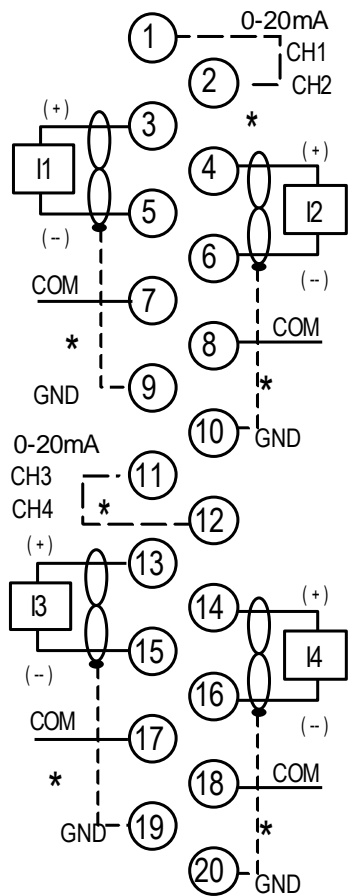 1
0-20mA
CH1
2
CH2
*
(+)
3
I1
5
(--)
4
(+)
I2
6
(--)
COM
7
*
8
COM
GND
9
*
10
GND
0-20mA
CH3
11
CH4
*
12
(+)
13
I3
15
(--)
14
(+)
I4
16
(--)
COM
17
*
18
COM
GND
19
*
20
GND